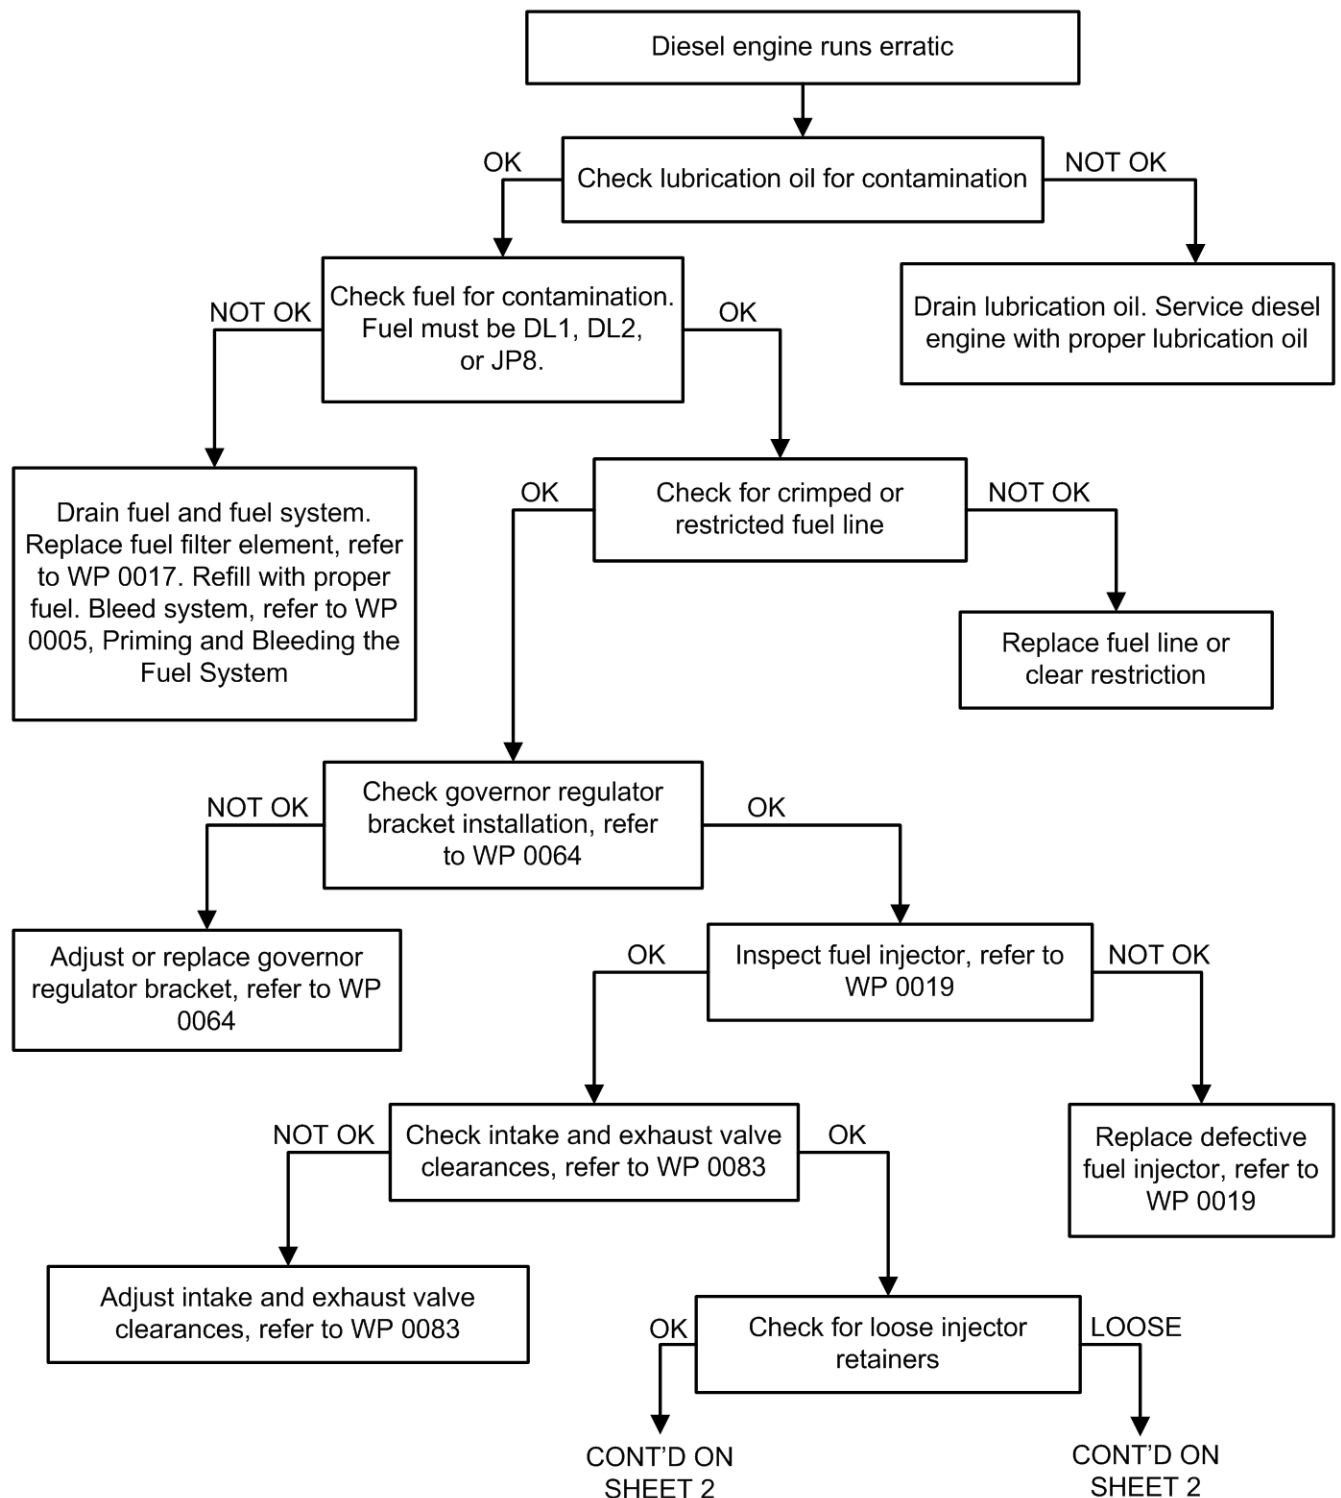 Diesel engine runs erratic
OK
NOT OK
Check lubrication oil for contamination
NOT OK
Check fuel for contamination.
Fuel must be DL1, DL2,
or JP8.
OK
Drain lubrication oil. Service diesel
engine with proper lubrication oil
Drain fuel and fuel system.
Replace fuel filter element, refer
to WP 0017. Refill with proper
fuel. Bleed system, refer to WP
0005, Priming and Bleeding the
Fuel System
OK
Check for crimped or
restricted fuel line
NOT OK
Replace fuel line or
clear restriction
NOT OK
Check governor regulator
bracket installation, refer
to WP 0064
OK
Adjust or replace governor
regulator bracket, refer to WP
0064
OK
Inspect fuel injector, refer to
WP 0019
NOT OK
NOT OK
Check intake and exhaust valve
clearances, refer to WP 0083
OK
Replace defective
fuel injector, refer to
WP 0019
Adjust intake and exhaust valve
clearances, refer to WP 0083
OK
Check for loose injector
retainers
LOOSE
CONT'D ON
SHEET 2
CONT'D ON
SHEET 2